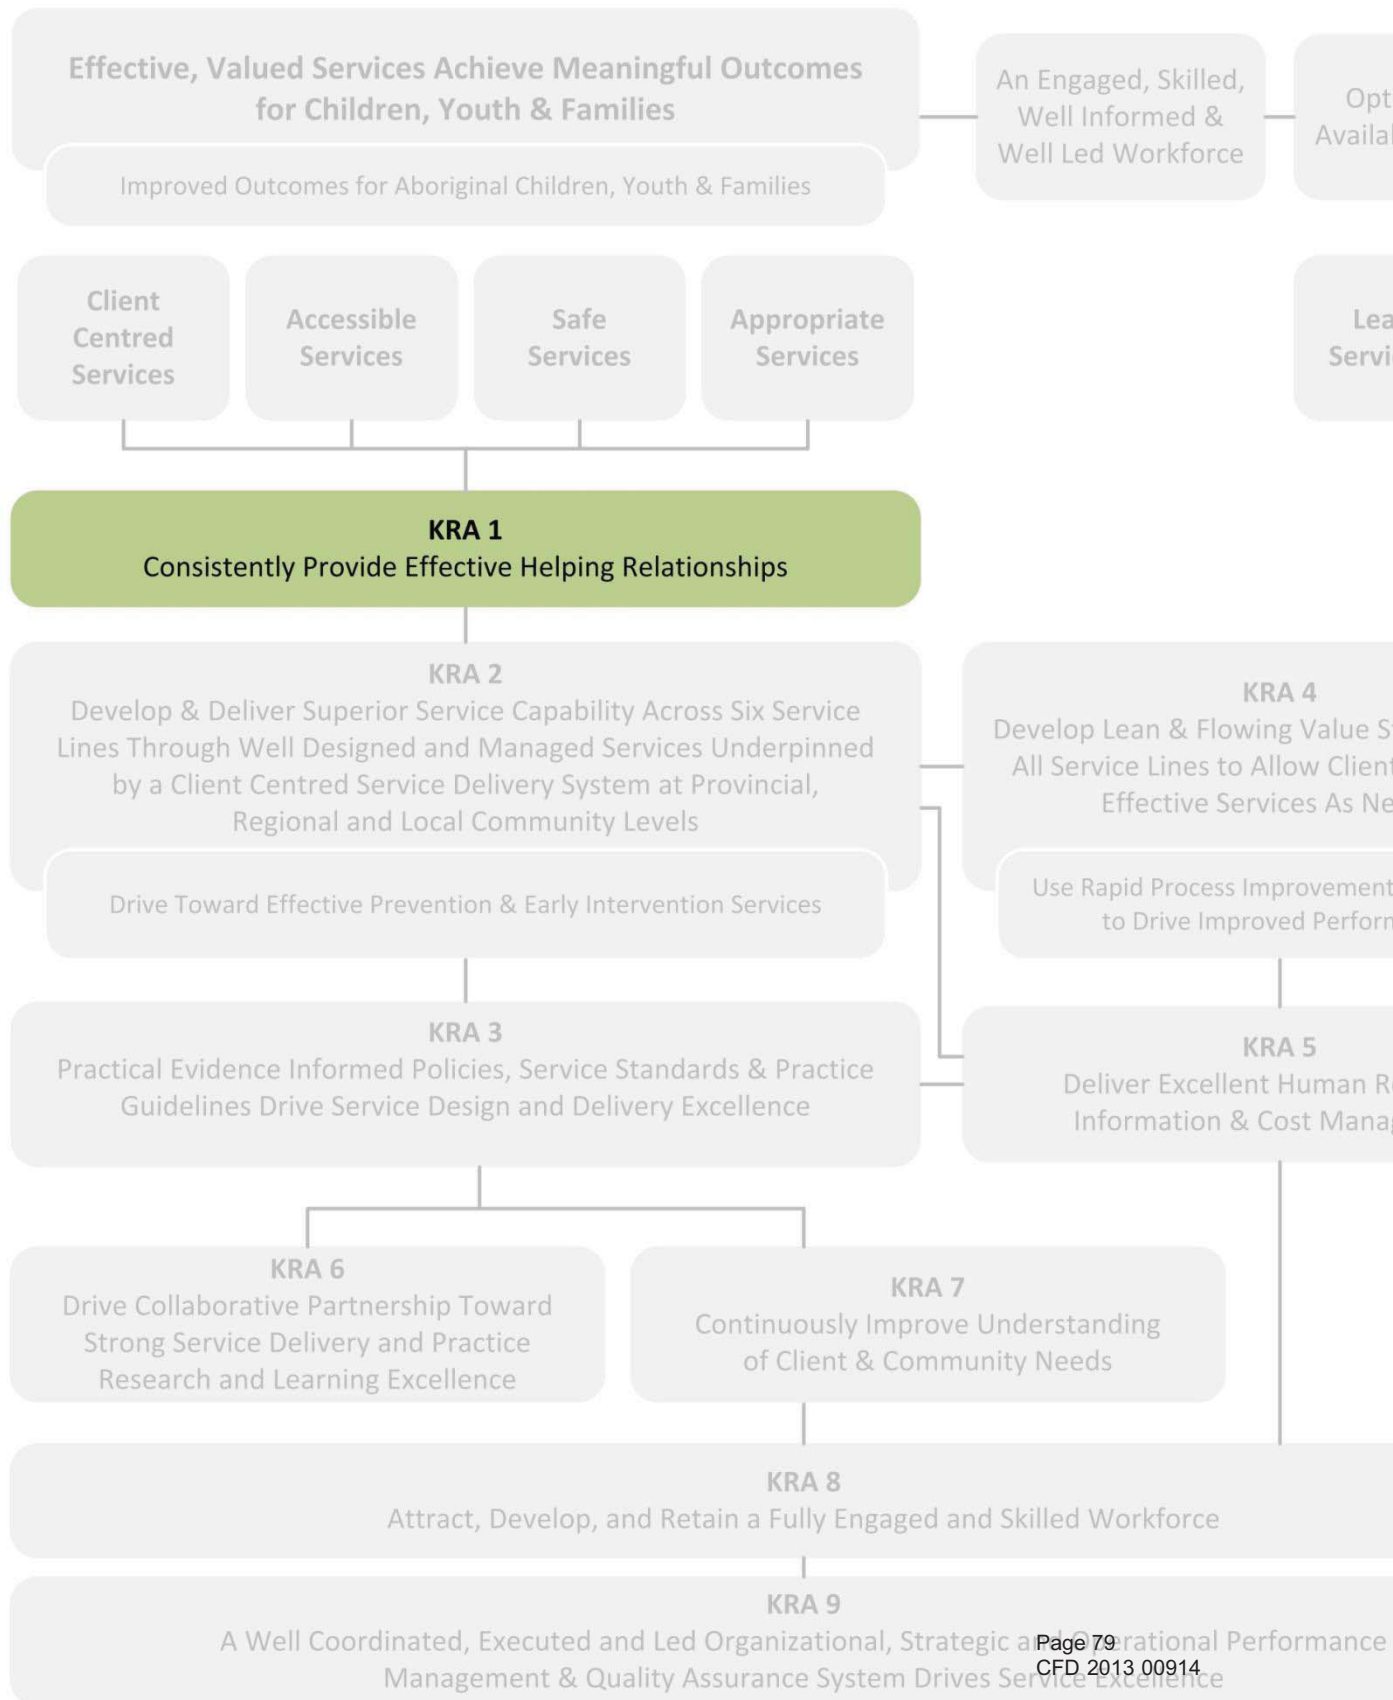 Effective, Valued Services Achieve Meaningful Outcomes
for Children, Youth & Families
Improved Outcomes for Aboriginal Children, Youth & Families
An Engaged, Skilled,
Well Informed &
Well Led Workforce
Client
Centred
Services
Accessible
Services
Safe
Services
Appropriate
Services
KRA 1
Consistently Provide Effective Helping Relationships
KRA 2
Develop & Deliver Superior Service Capability Across Six Service
Lines Through Well Designed and Managed Services Underpinned
by a Client Centred Service Delivery System at Provincial,
Regional and Local Community Levels
Drive Toward Effective Prevention & Early Intervention Services
KRA 4
Develop Lean & Flowing Value
All Service Lines to Allow
Effective Services As
Use Rapid Process Improvement
to Drive Improved
KRA 3
Practical Evidence Informed Policies, Service Standards & Practice
Guidelines Drive Service Design and Delivery Excellence
KRA 5
Deliver Excellent Human
Information & Cost
KRA 6
Drive Collaborative Partnership Toward
Strong Service Delivery and Practice
Research and Learning Excellence
KRA 7
Continuously Improve Understanding
of Client & Community Needs
KRA 8
Attract, Develop, and Retain a Fully Engaged and Skilled Workforce
KRA 9
A Well Coordinated, Executed and Led Organizational, Strategic and Operational Performance
Management & Quality Assurance System Drives Service Excellence
Page 79
CFD 2013 00914